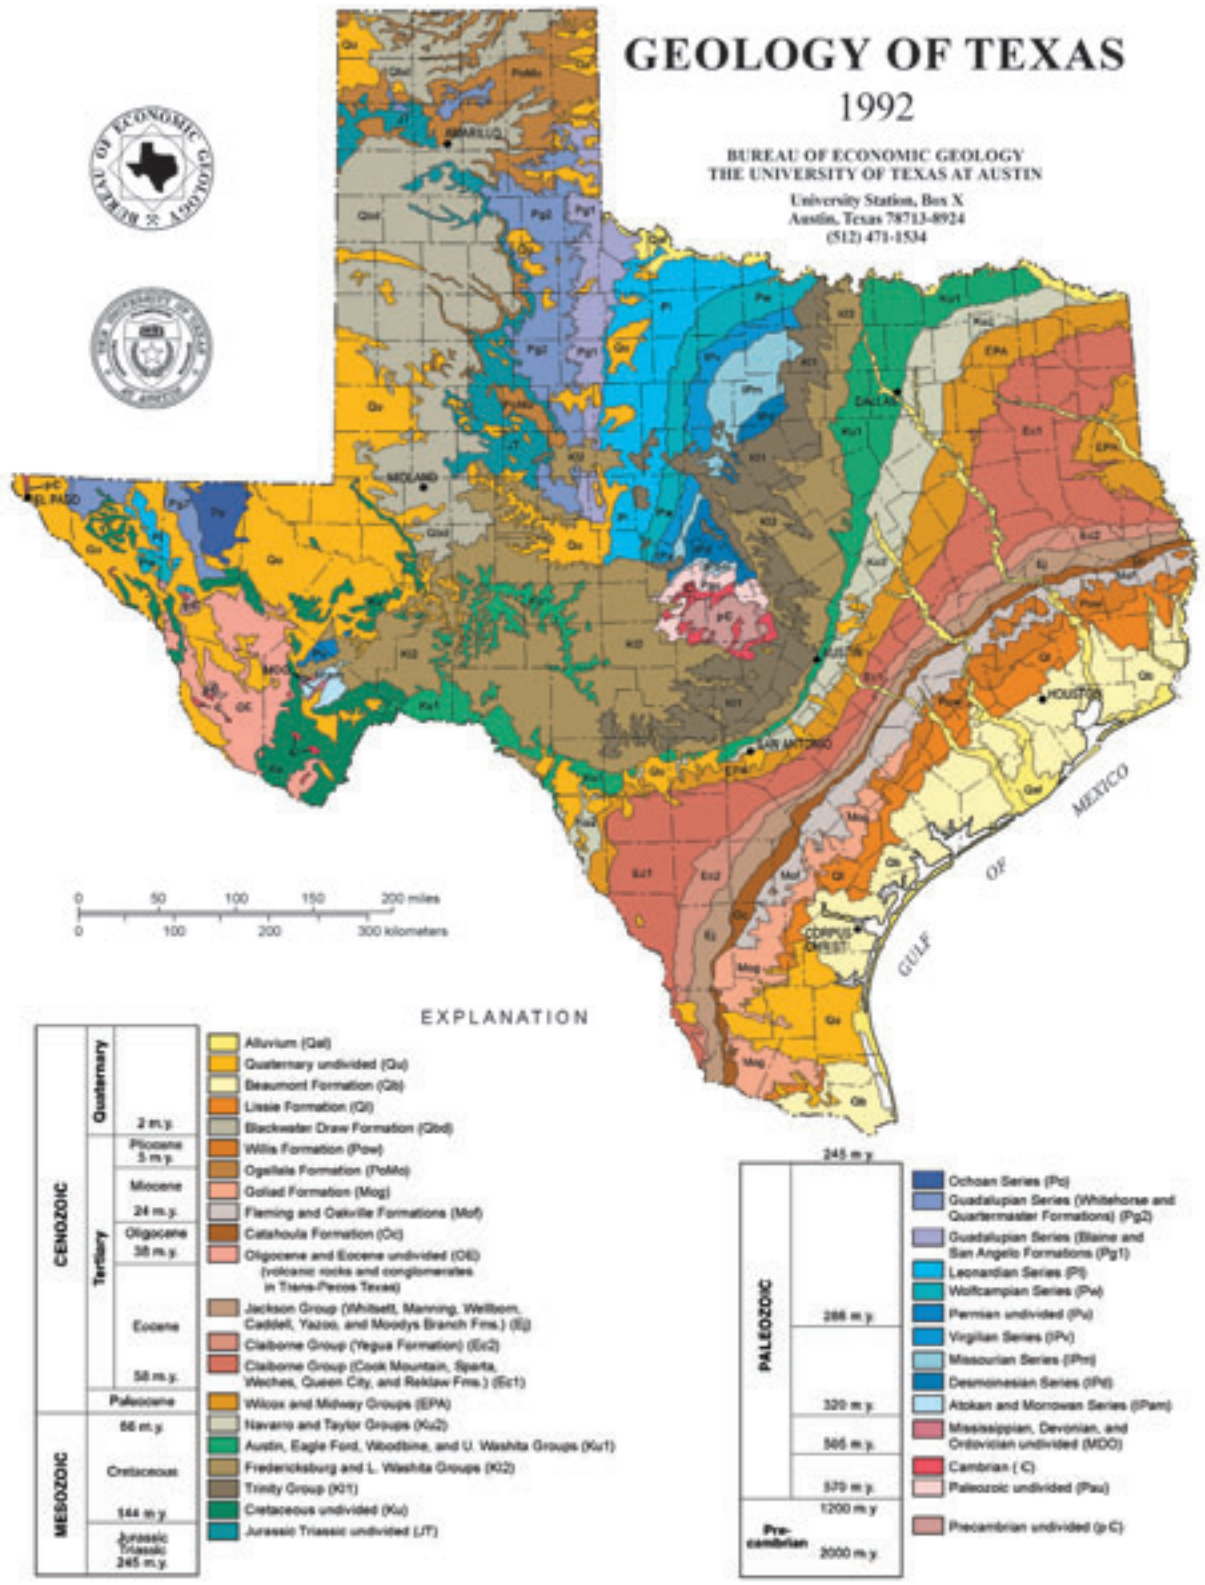 GEOLOGY OF TEXAS
1992
BUREAU OF ECONOMIC GEOLOGY
THE UNIVERSITY OF TEXAS AT AUSTIN
University Station, Box X
Austin, Texas 78713-8924
(512) 471-1534
BUREAU OF ECONOMIC GEOLOGY
AMARILLO
DALLAS
MIDLAND
EL PASO
AUSTIN
HOUSTON
SAN ANTONIO
CORPUS
CHRISTI
GULF OF MEXICO
0 50 100 150 200 miles
0 100 200 300 kilometers
EXPLANATION
CENOZOIC
Quaternary
2 m.y.
Tertiary
Pliocene
5 m.y.
Miocene
24 m.y.
Oligocene
38 m.y.
Eocene
58 m.y.
Paleocene
MESOZOIC
66 m.y.
Cretaceous
144 m.y.
Jurassic
Triassic
245 m.y.
Alluvium (Qal)
Quaternary undivided (Qu)
Beaumont Formation (Qb)
Lissie Formation (Ql)
Blackwater Draw Formation (Qbd)
Willis Formation (Pow)
Ogallala Formation (PoMo)
Goliad Formation (Mog)
Fleming and Oakville Formations (Mof)
Catahoula Formation (Oc)
Oligocene and Eocene undivided (OE)
(volcanic rocks and conglomerates
in Trans-Pecos Texas)
Jackson Group (Whitsett, Manning, Wellborn,
Caddell, Yazoo, and Moodys Branch Fms.) (Ej)
Claiborne Group (Yegua Formation) (Ec2)
Claiborne Group (Cook Mountain, Sparta,
Weches, Queen City, and Reklaw Fms.) (Ec1)
Wilcox and Midway Groups (EPA)
Navarro and Taylor Groups (Ku2)
Austin, Eagle Ford, Woodbine, and U. Washita Groups (Ku1)
Fredericksburg and L. Washita Groups (Kl2)
Trinity Group (Kl1)
Cretaceous undivided (Ku)
Jurassic Triassic undivided (JT)
245 m.y.
PALEOZOIC
286 m.y.
320 m.y.
505 m.y.
570 m.y.
Pre-
cambrian
1200 m.y
2000 m.y.
Ochoan Series (Po)
Guadalupian Series (Whitehorse and
Quartermaster Formations) (Pg2)
Guadalupian Series (Blaine and
San Angelo Formations (Pg1)
Leonardian Series (Pl)
Wolfcampian Series (Pw)
Permian undivided (Pu)
Virgilian Series (IPv)
Missourian Series (IPm)
Desmoinesian Series (IPd)
Atokan and Morrowan Series (IPam)
Mississippian, Devonian, and
Ordovician undivided (MDO)
Cambrian (Є)
Paleozoic undivided (Pau)
Precambrian undivided (pЄ)